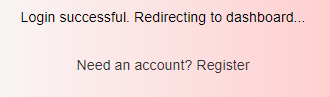 Login successful. Redirecting to dashboard...
Need an account? Register